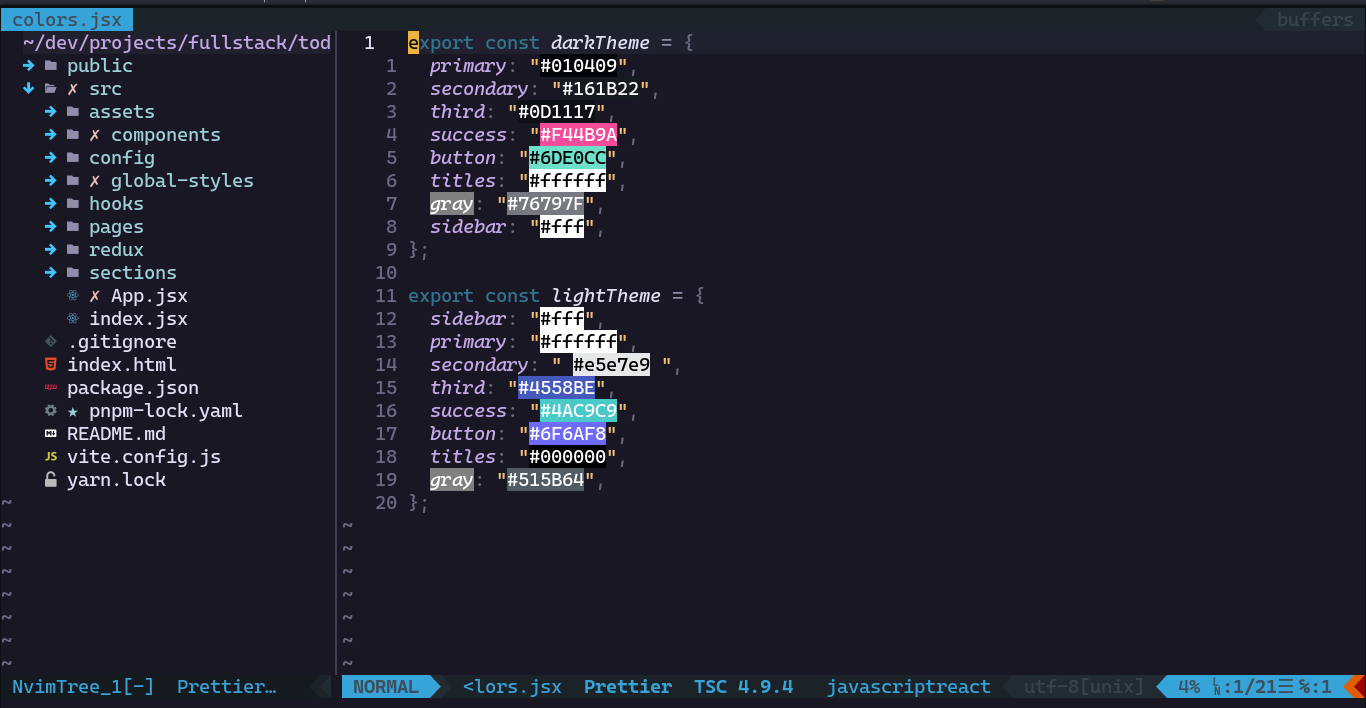 colors.jsx
buffers
~/dev/projects/fullstack/tod
public
✗ src
assets
✗ components
config
✗ global-styles
hooks
pages
redux
sections
✗ App.jsx
index.jsx
.gitignore
index.html
package.json
★ pnpm-lock.yaml
README.md
JS vite.config.js
yarn.lock
~
~
~
~
~
~
~
~
1 export const darkTheme = {
1 primary: "#010409",
2 secondary: "#161B22",
3 third: "#0D1117",
4 success: "#F44B9A",
5 button: "#6DE0CC",
6 titles: "#ffffff",
7 gray: "#76797F",
8 sidebar: "#fff",
9 };
10
11 export const lightTheme = {
12 sidebar: "#fff",
13 primary: "#ffffff",
14 secondary: " #e5e7e9 ",
15 third: "#4558BE",
16 success: "#4AC9C9",
17 button: "#6F6AF8",
18 titles: "#000000",
19 gray: "#515B64",
20 };
~
~
~
~
~
~
~
NvimTree_1[-] Prettier…
NORMAL <lors.jsx Prettier TSC 4.9.4 javascriptreact utf-8[unix] 4% ㏑:1/21☰℅:1